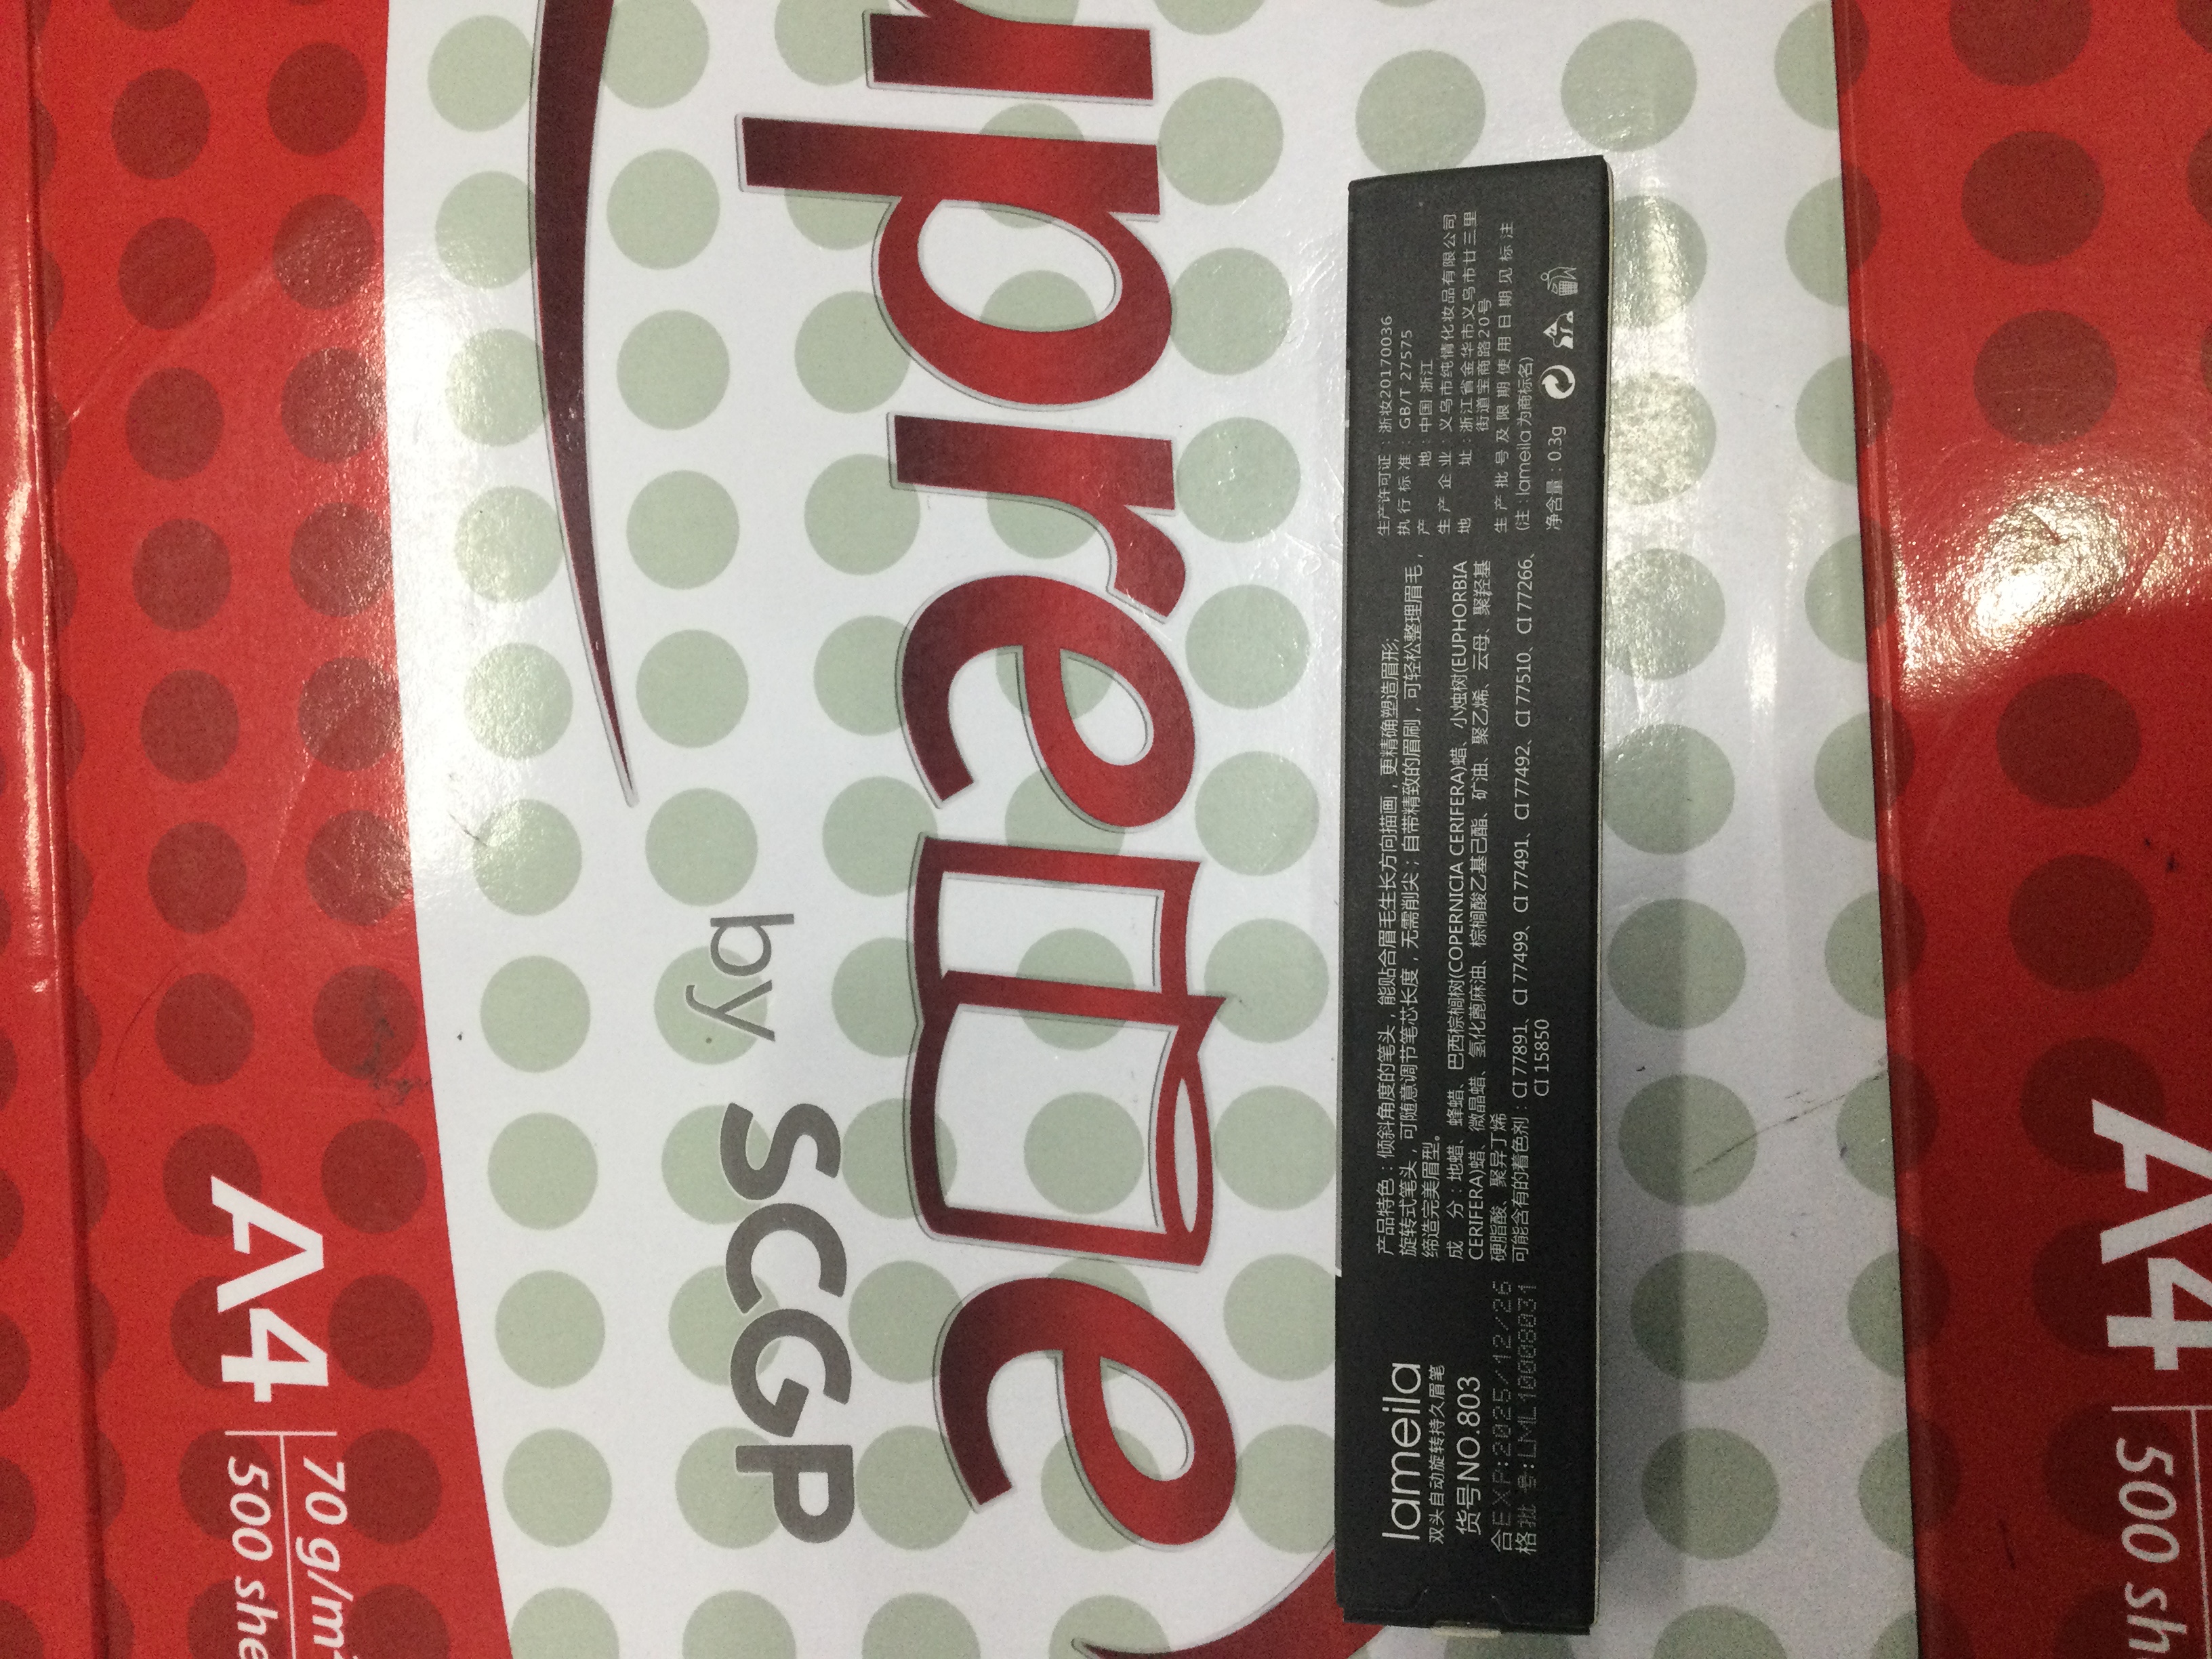 upreme
by SCGP
A4
70 g/m²
500 she
A4
500 sh
lameila
双头自动旋转持久眉笔
货号NO.803
合EXP:2025/12/26
格批 号:LML10008031
产品特色：倾斜角度的笔头，能贴合眉毛生长方向描画，更精确塑造眉形;
旋转式笔头，可随意调节笔芯长度，无需削尖；自带精致的眉刷，可轻松整理眉毛，
缔造完美眉型。
成 分：地蜡、蜂蜡、巴西棕榈树(COPERNICIA CERIFERA)蜡、小烛树(EUPHORBIA
CERIFERA)蜡、微晶蜡、氢化蓖麻油、棕榈酸乙基己酯、矿油、聚乙烯、云母、聚羟基
硬脂酸、聚异丁烯
可能含有的着色剂：CI 77891、CI 77499、CI 77491、CI 77492、CI 77510、CI 77266、
CI 15850
生产许可证：浙妆20170036
执行标准：GB/T 27575
产 地：中国 浙江
生产企业：义乌市纯情化妆品有限公司
地 址：浙江省金华市义乌市廿三里
街道宝商路20号
生产批号及限期使用日期见标注
(注：lameila为商标名)
净含量：0.3g